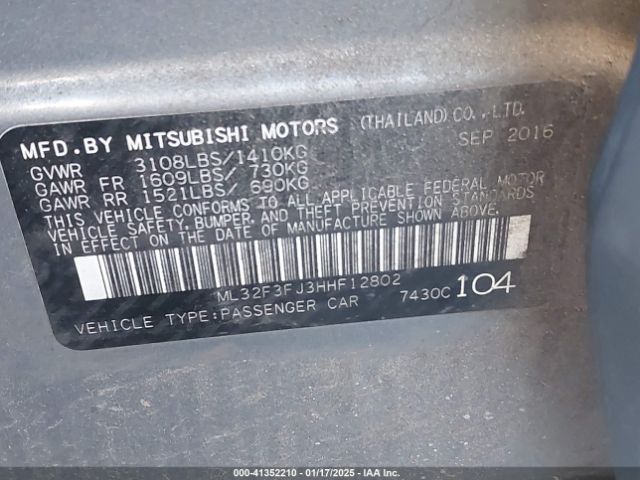 MFD.BY MITSUBISHI MOTORS (THAILAND)CO.,LTD.
SEP 2016
GVWR 3108LBS/1410KG
GAWR FR 1609LBS/ 730KG
GAWR RR 1521LBS/ 690KG
THIS VEHICLE CONFORMS TO ALL APPLICABLE FEDERAL MOTOR
VEHICLE SAFETY, BUMPER, AND THEFT PREVENTION STANDARDS
IN EFFECT ON THE DATE OF MANUFACTURE SHOWN ABOVE.
ML32F3FJ3HHF12802
VEHICLE TYPE:PASSENGER CAR 7430C 104
000-41352210 - 01/17/2025 - IAA Inc.